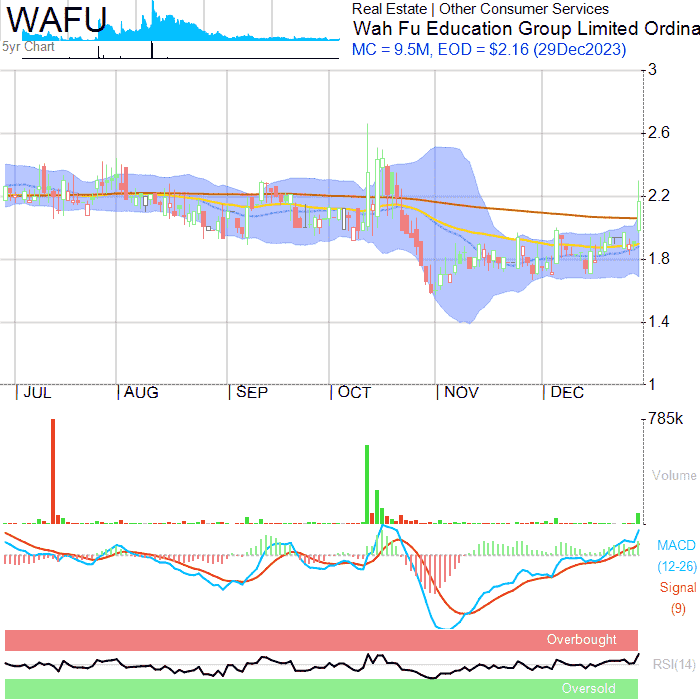 WAFU
5yr Chart
Real Estate | Other Consumer Services
Wah Fu Education Group Limited Ordina
MC = 9.5M, EOD = $2.16 (29Dec2023)
3
2.6
2.2
1.8
1.4
1
JUL
AUG
SEP
OCT
NOV
DEC
785k
Volume
MACD
(12-26)
Signal
(9)
Overbought
RSI(14)
Oversold